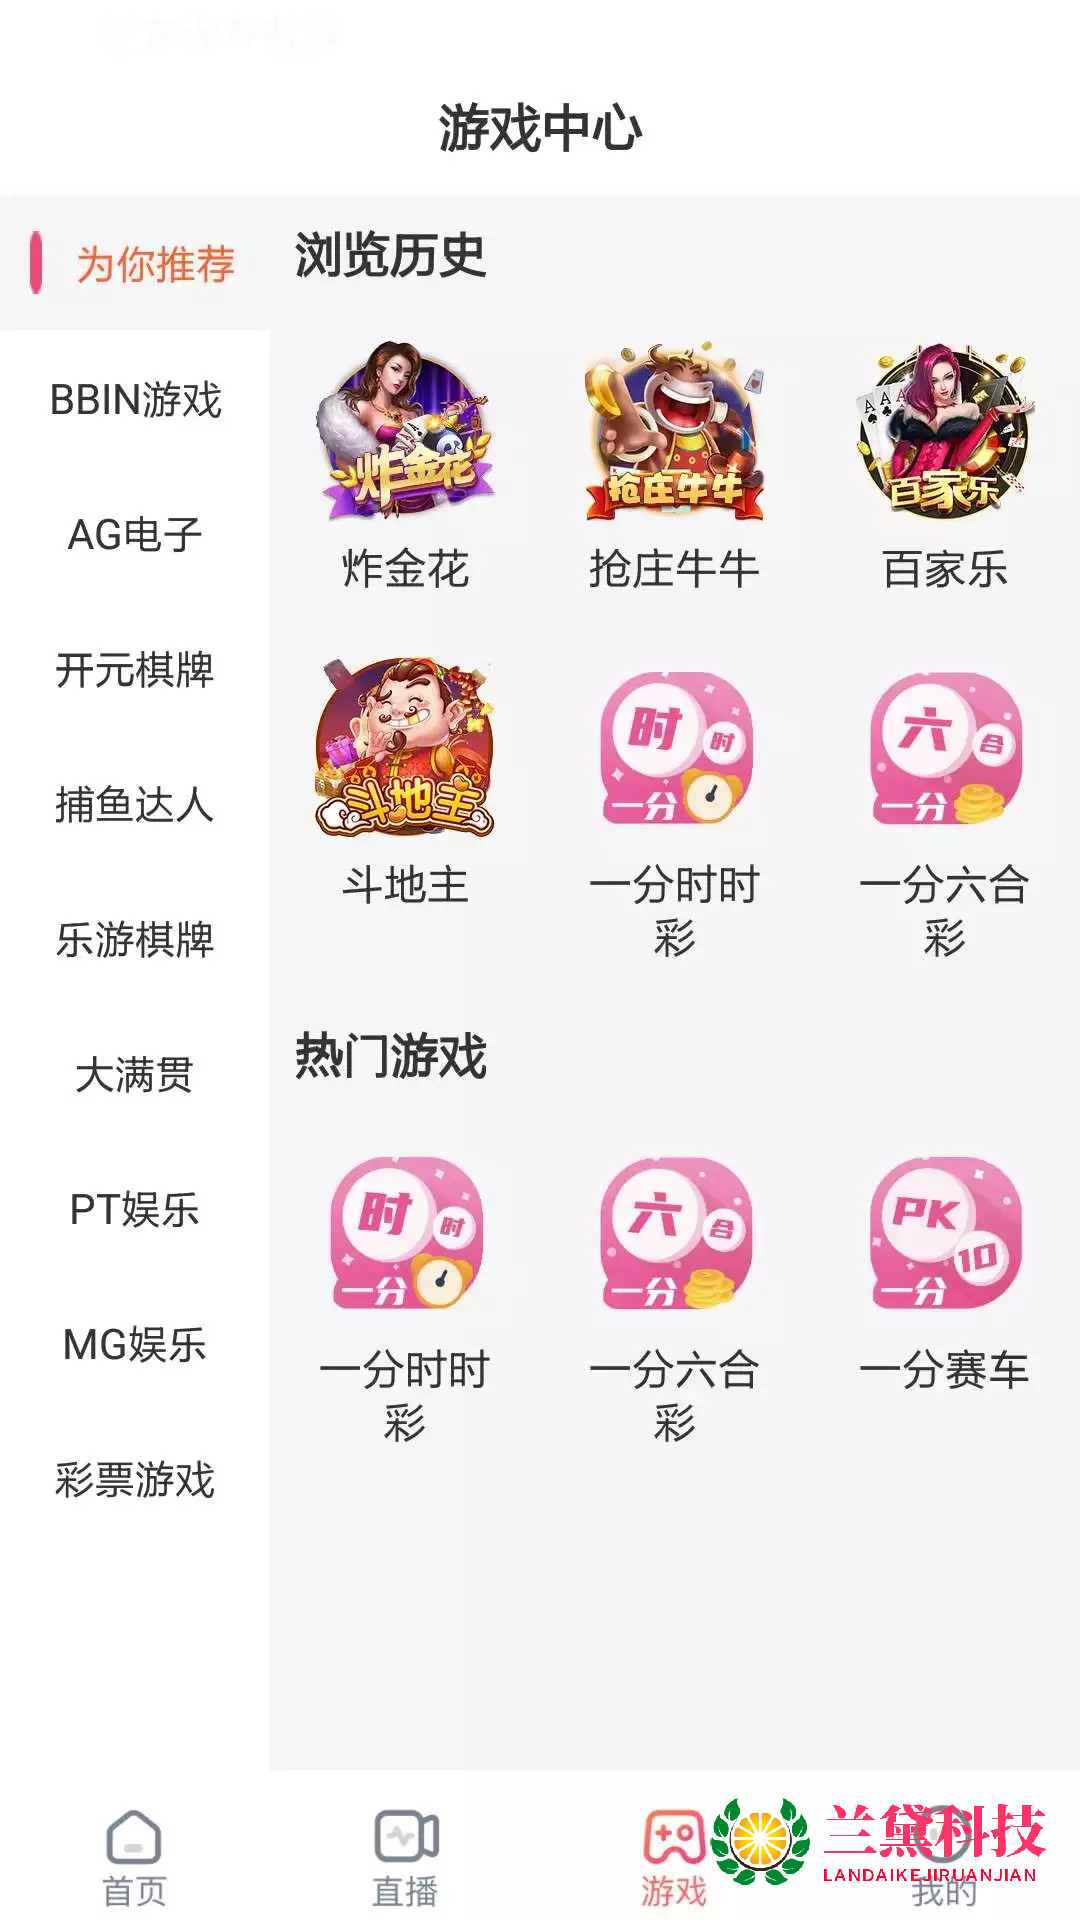 游戏中心
为你推荐
BBIN游戏
AG电子
开元棋牌
捕鱼达人
乐游棋牌
大满贯
PT娱乐
MG娱乐
彩票游戏
浏览历史
炸金花
抢庄牛牛
百家乐
炸金花
抢庄牛牛
百家乐
斗地主
时 时
一分
六 合
一分
斗地主
一分时时
彩
一分六合
彩
热门游戏
时 时
一分
六 合
一分
PK
10
一分
一分时时
彩
一分六合
彩
一分赛车
首页
直播
游戏
我的
兰黛科技
LANDAIKEJIRUANJIAN